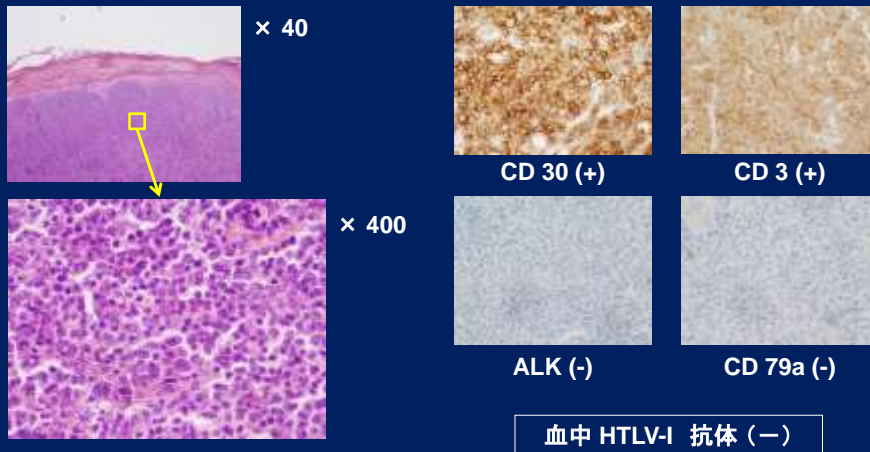 × 40
× 400
CD 30 (+)
CD 3 (+)
ALK (-)
CD 79a (-)
血中 HTLV-I 抗体（－）